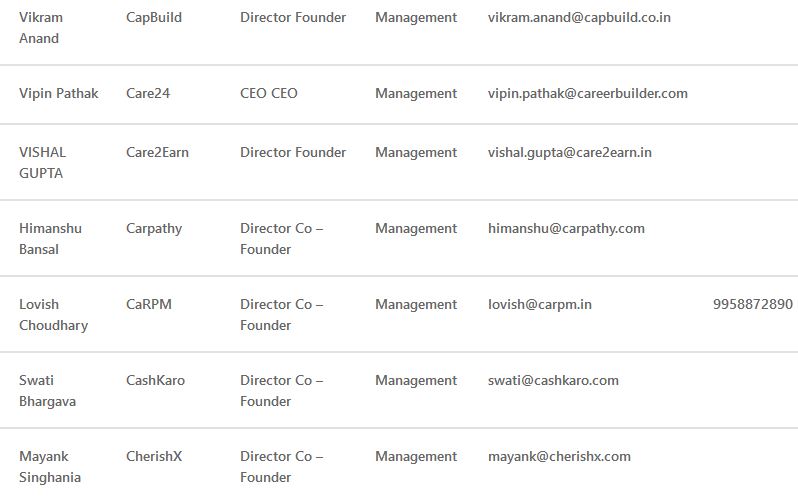 Vikram CapBuild Director Founder Management vikram.anand@capbuild.co.in
Anand
Vipin Pathak Care24 CEO CEO Management vipin.pathak@careerbuilder.com
VISHAL Care2Earn Director Founder Management vishal.gupta@care2earn.in
GUPTA
Himanshu Carpathy Director Co – Management himanshu@carpathy.com
Bansal Founder
Lovish CaRPM Director Co – Management lovish@carpm.in 9958872890
Choudhary Founder
Swati CashKaro Director Co – Management swati@cashkaro.com
Bhargava Founder
Mayank CherishX Director Co – Management mayank@cherishx.com
Singhania Founder